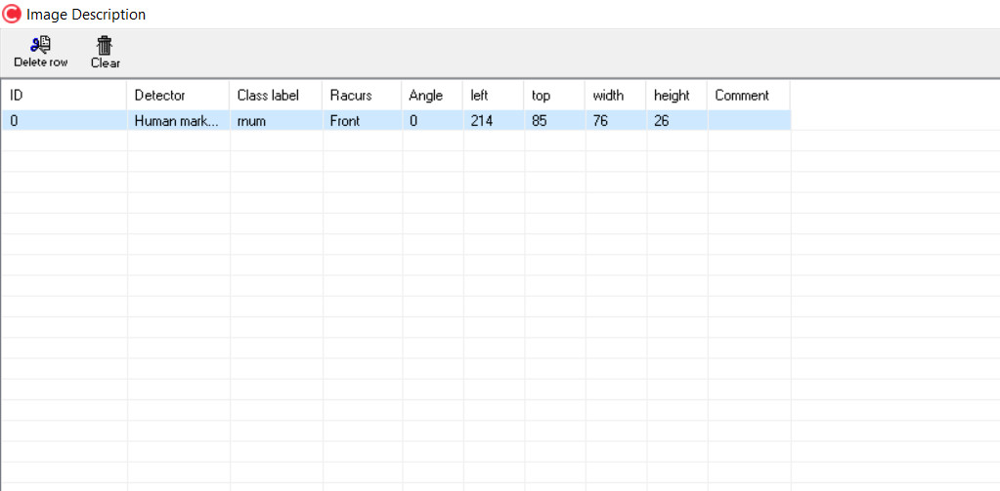 Image Description
Delete row Clear
ID Detector Class label Racurs Angle left top width height Comment
0 Human mark... rnum Front 0 214 85 76 26